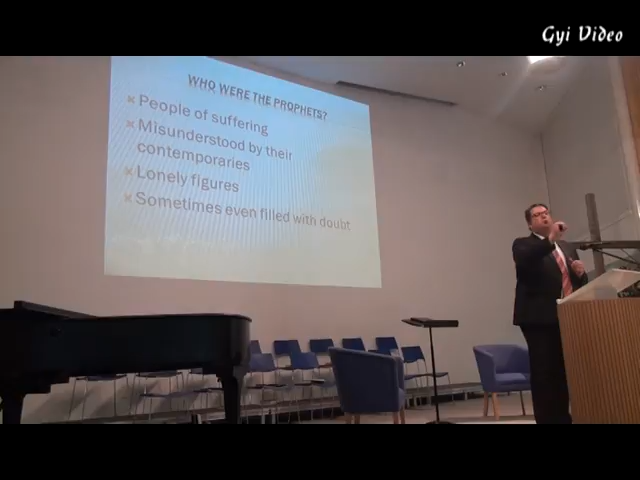 Gyi Video
WHO WERE THE PROPHETS?
People of suffering
Misunderstood by their
contemporaries
Lonely figures
Sometimes even filled with doubt